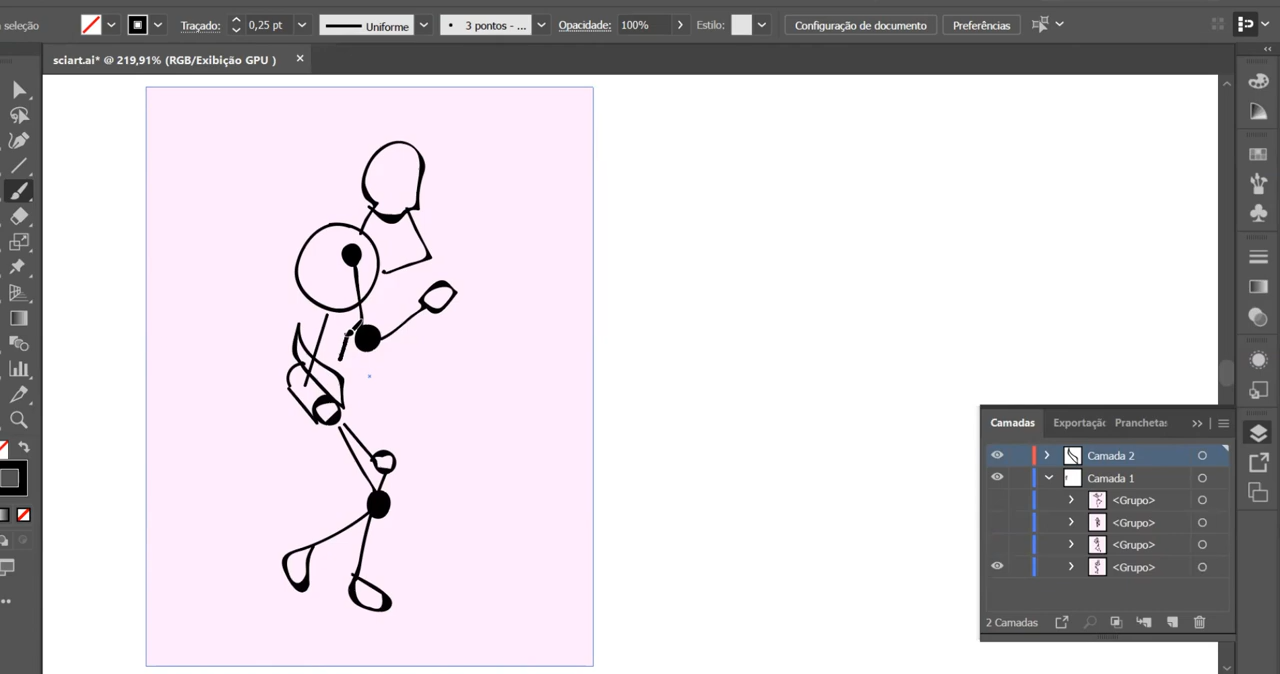 seleção Traçado: 0,25 pt Uniforme 3 pontos - ... Opacidade: 100% Estilo: Configuração de documento Preferências
sciart.ai* @ 219,91% (RGB/Exibição GPU ) ×
Camadas Exportaçãc Pranchetas
Camada 2
Camada 1
<Grupo>
<Grupo>
<Grupo>
<Grupo>
2 Camadas